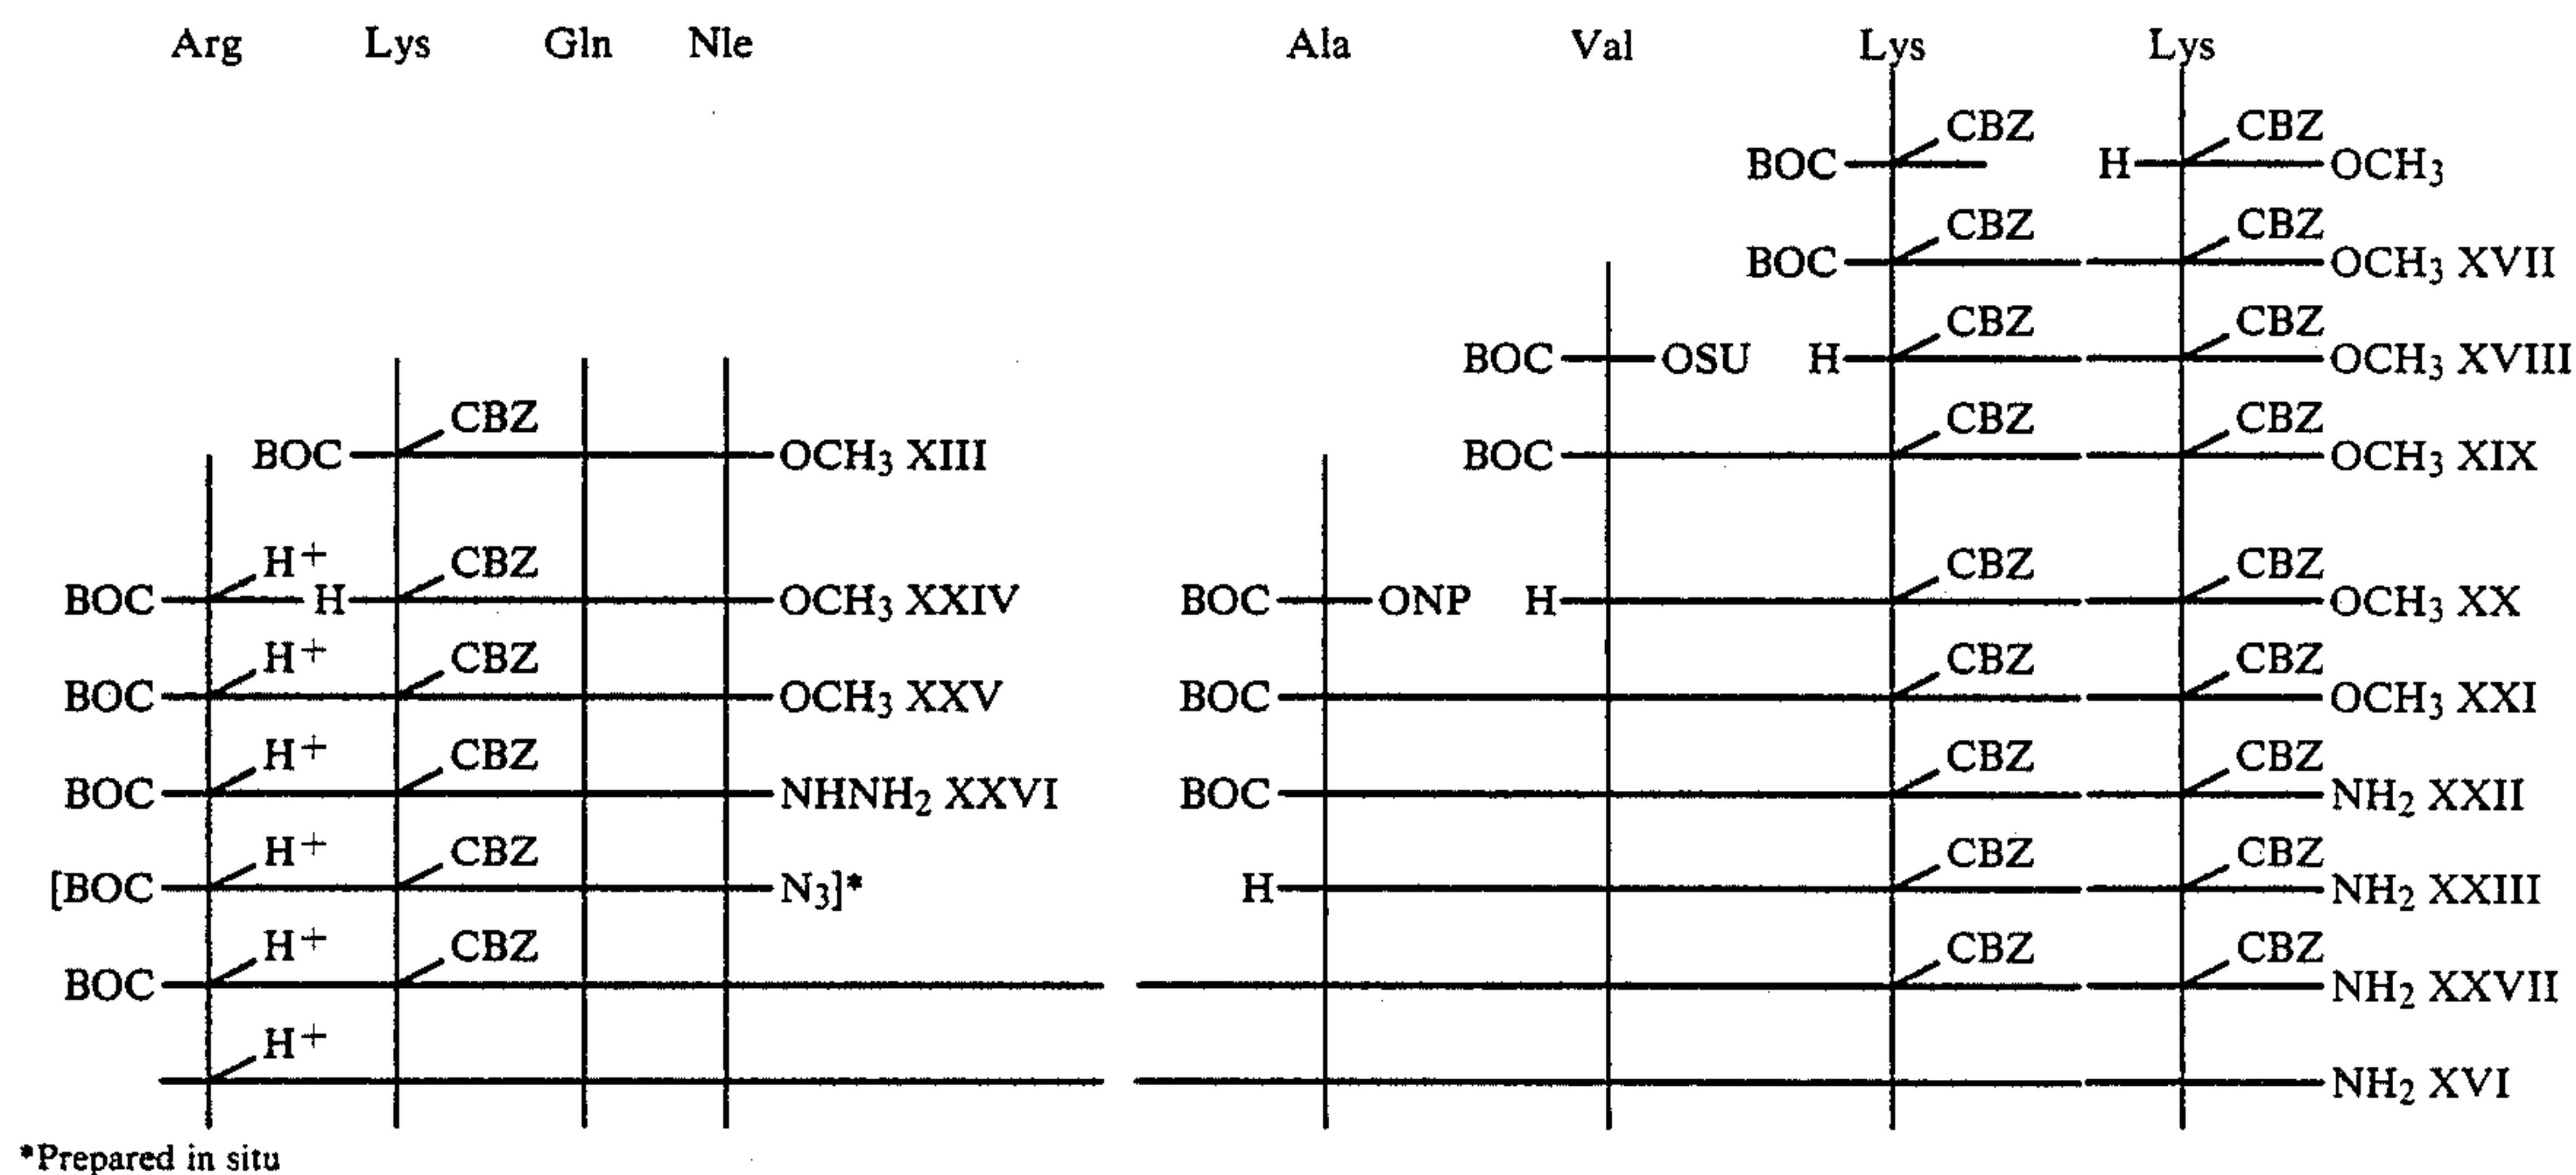 Arg Lys Gln Nle Ala Val Lys Lys
CBZ CBZ
BOC H OCH3
CBZ CBZ
BOC OCH3 XVII
CBZ CBZ
BOC OSU H OCH3 XVIII
CBZ CBZ CBZ
BOC OCH3 XIII BOC OCH3 XIX
H+ CBZ CBZ CBZ
BOC H OCH3 XXIV BOC ONP H OCH3 XX
H+ CBZ CBZ CBZ
BOC OCH3 XXV BOC OCH3 XXI
H+ CBZ CBZ CBZ
BOC NHNH2 XXVI BOC NH2 XXII
H+ CBZ CBZ CBZ
[BOC N3]* H NH2 XXIII
H+ CBZ CBZ CBZ
BOC NH2 XXVII
H+
NH2 XVI
*Prepared in situ